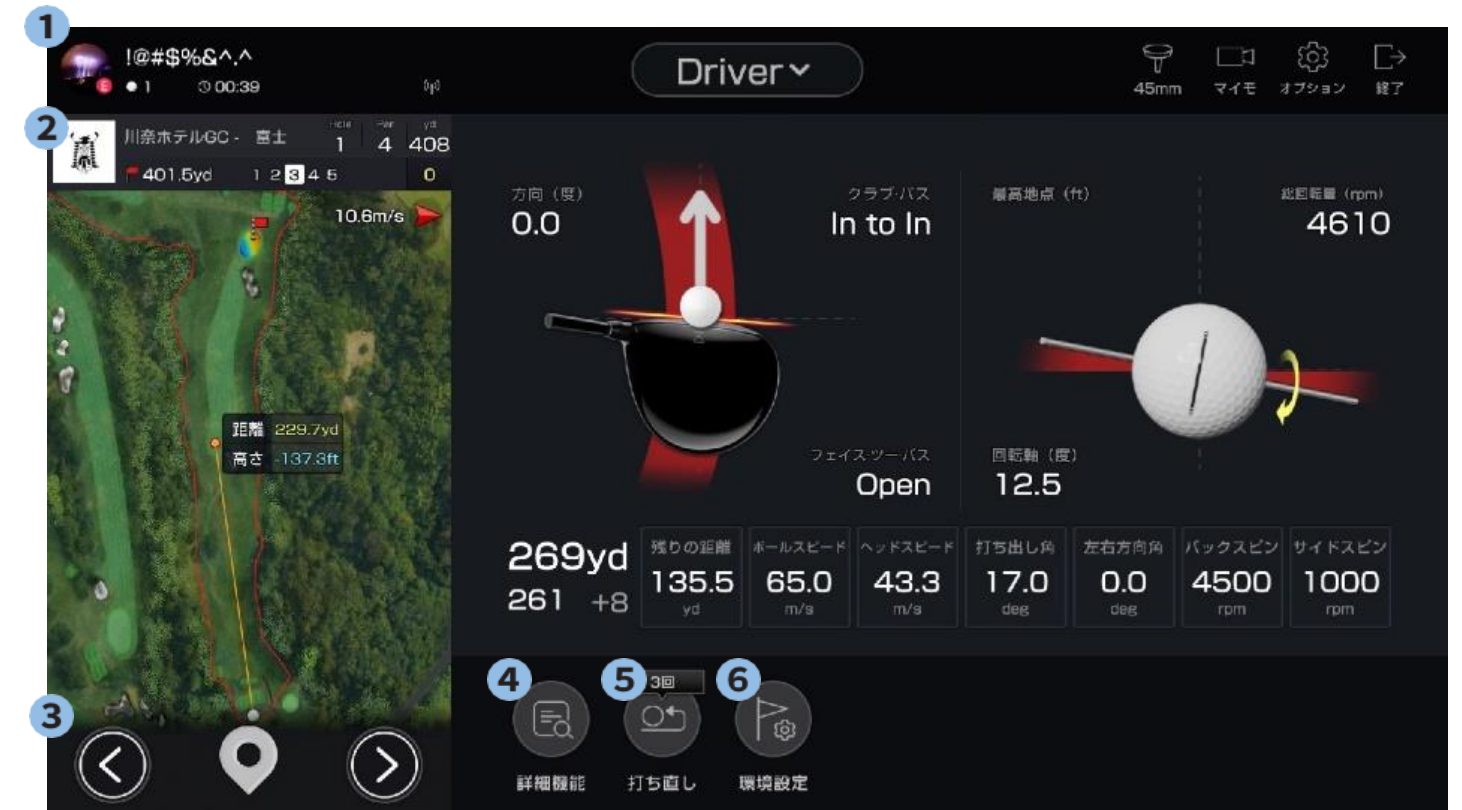 1
!@#$%&^.^
1 00:39
Driver
45mm マイモ オプション 終了
2
川奈ホテルGC - 富士
Hole Par yd
1 4 408
401.5yd 1 2 3 4 5 0
10.6m/s
距離 229.7yd
高さ -137.3ft
3
方向（度）
0.0
クラブ·パス
In to In
フェイス·ツー·パス
Open
最高地点（ft）
総回転量（rpm）
4610
回転軸（度）
12.5
269yd
261 +8
残りの距離
135.5
yd
ボールスピード
65.0
m/s
ヘッドスピード
43.3
m/s
打ち出し角
17.0
deg
左右方向角
0.0
deg
バックスピン
4500
rpm
サイドスピン
1000
rpm
4
詳細機能
5
3回
打ち直し
6
環境設定